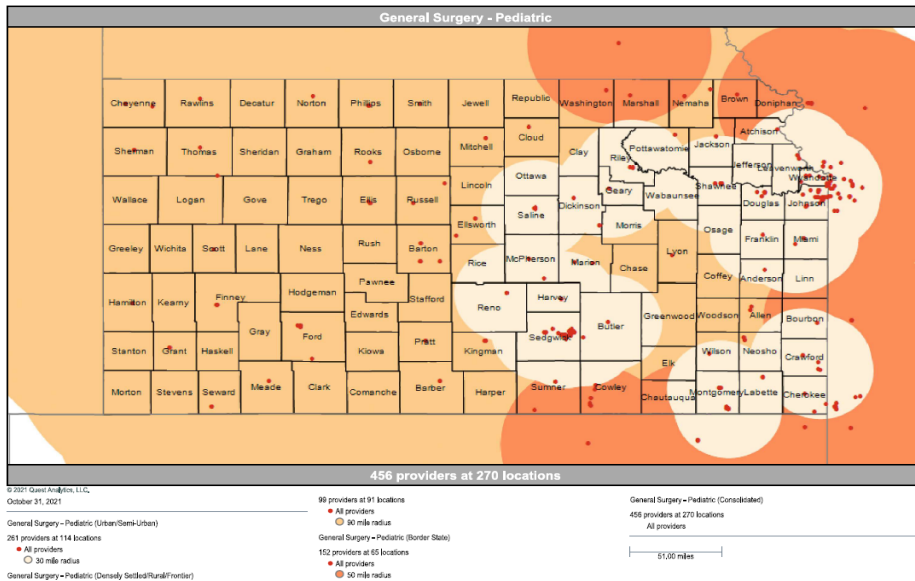 General Surgery - Pediatric
Cheyenne Rawlins Decatur Norton Phillips Smith Jewell Republic Washington Marshall Nemaha Brown Doniphan
Cloud Atchison
Sherman Thomas Sheridan Graham Rooks Osborne Mitchell Clay Riley Pottawatomie Jackson
Jefferson Leavenworth
Ottawa Wyandotte
Wallace Logan Gove Trego Ellis Russell Lincoln Dickinson Geary Wabaunsee Shawnee Douglas Johnson
Saline
Ellsworth Morris Osage
Greeley Wichita Scott Lane Ness Rush Barton Franklin Miami
Rice McPherson Marion Chase Lyon
Coffey Anderson Linn
Hamilton Kearny Finney Hodgeman Pawnee Stafford
Reno Harvey
Edwards Greenwood Woodson Allen Bourbon
Gray Ford Butler
Stanton Grant Haskell Kiowa Pratt Kingman Sedgwick Wilson Neosho Crawford
Elk
Morton Stevens Seward Meade Clark Comanche Barber Harper Sumner Cowley Chautauqua Montgomery Labette Cherokee
456 providers at 270 locations
© 2021 Quest Analytics, LLC.
October 31, 2021
General Surgery – Pediatric (Urban/Semi-Urban)
261 providers at 114 locations
All providers
30 mile radius
General Surgery – Pediatric (Densely Settled/Rural/Frontier)
99 providers at 91 locations
All providers
90 mile radius
General Surgery – Pediatric (Border State)
152 providers at 65 locations
All providers
50 mile radius
General Surgery – Pediatric (Consolidated)
456 providers at 270 locations
All providers
51,00 miles